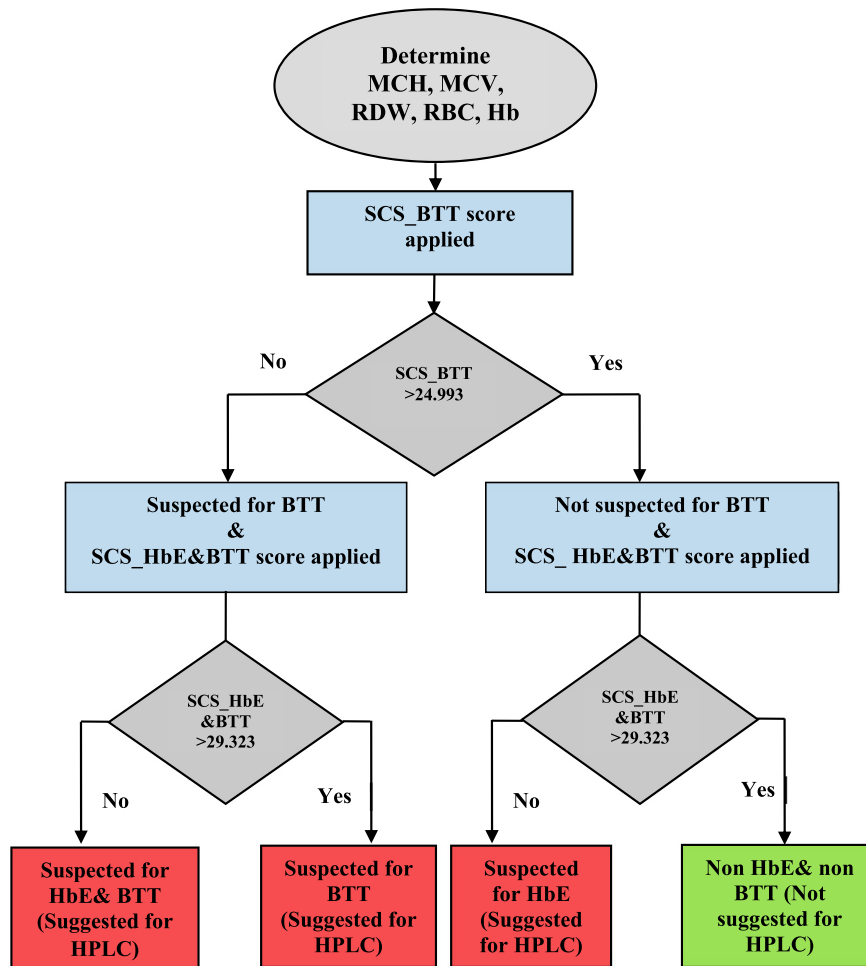 Determine
MCH, MCV,
RDW, RBC, Hb
SCS_BTT score
applied
No
Yes
SCS_BTT
>24.993
Suspected for BTT
&
SCS_HbE&BTT score applied
Not suspected for BTT
&
SCS_ HbE&BTT score applied
SCS_HbE
&BTT
>29.323
SCS_HbE
&BTT
>29.323
No
Yes
No
Yes
Suspected for
HbE& BTT
(Suggested for
HPLC)
Suspected for
BTT
(Suggested for
HPLC)
Suspected
for HbE
(Suggested
for HPLC)
Non HbE& non
BTT (Not
suggested for
HPLC)